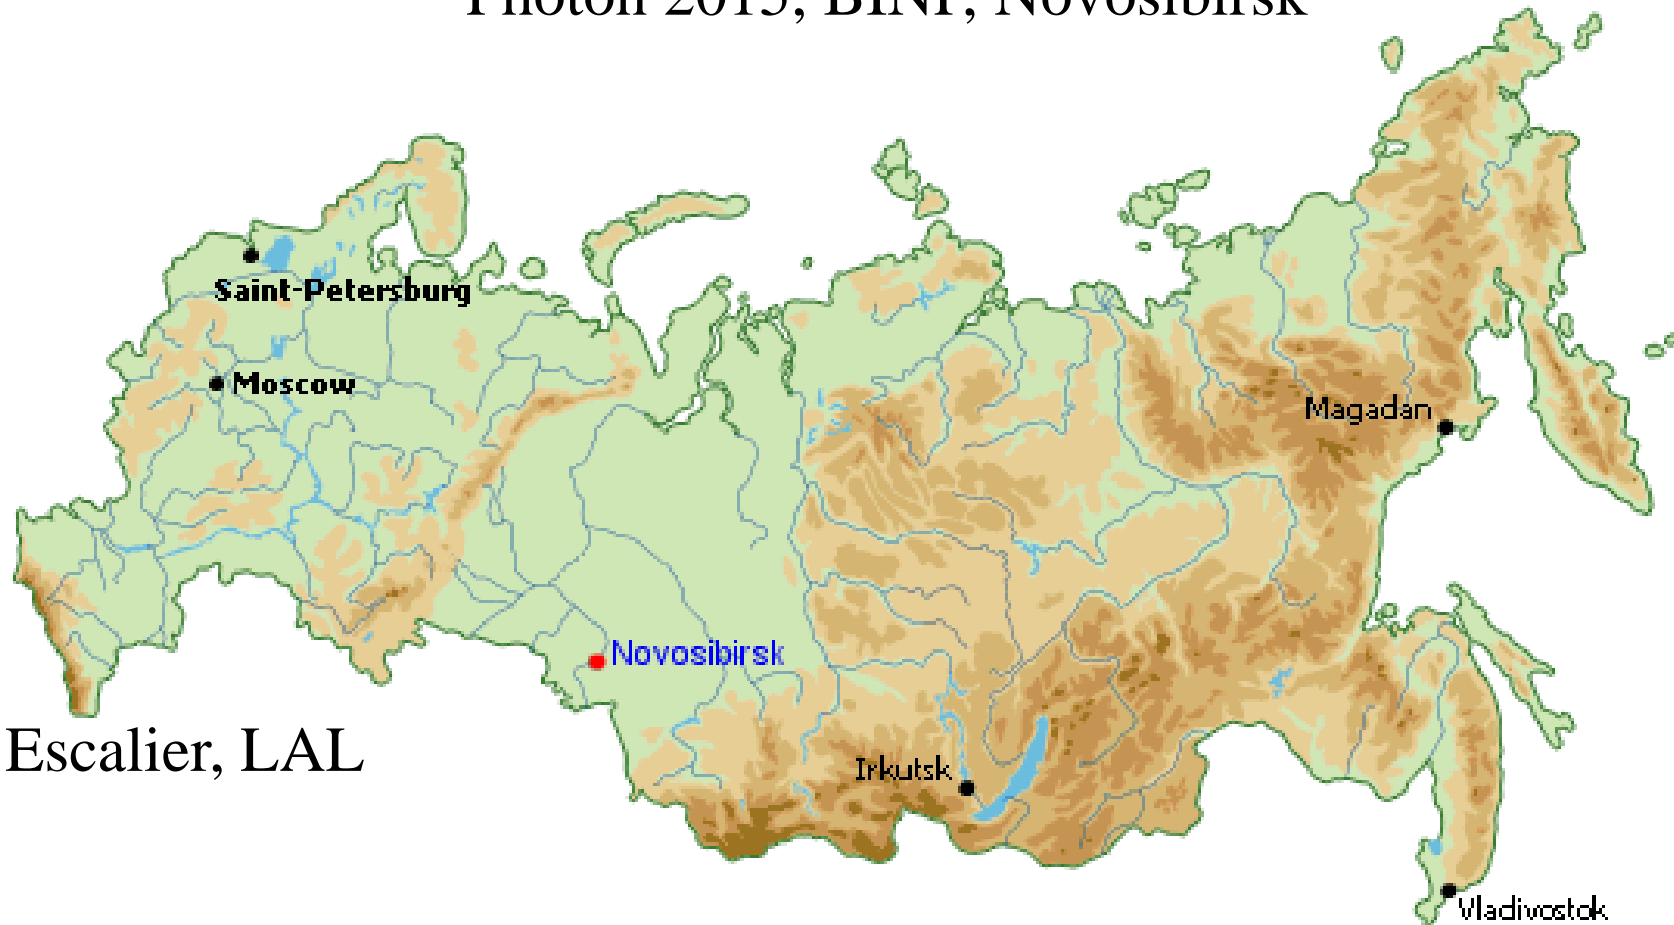 Photon 2015, BINP, Novosibirsk
Saint-Petersburg
Moscow
Magadan
Novosibirsk
Escalier, LAL
Irkutsk
Vladivostok